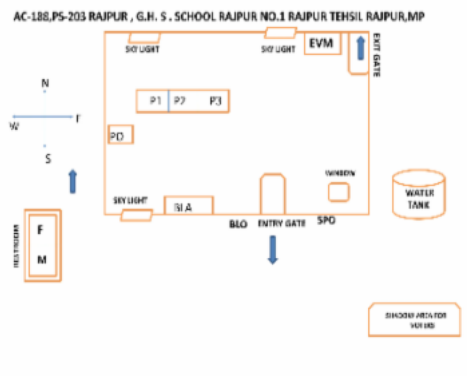 AC-188,PS-203 RAJPUR , G.H. S . SCHOOL RAJPUR NO.1 RAJPUR TEHSIL RAJPUR,MP
SKY LIGHT
SKY LIGHT
EVM
EXIT GATE
N
W
S
P1 P2 P3
PO
SKY LIGHT
BLA
WINDOW
BLO ENTRY GATE SPO
WATER
TANK
RESTROOM
F
M
SHADOW AREA FOR
VOTERS